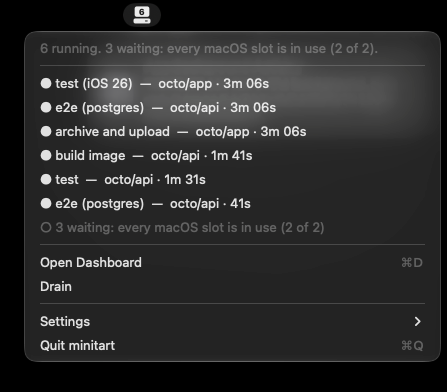 6
6 running. 3 waiting: every macOS slot is in use (2 of 2).
test (iOS 26) — octo/app · 3m 06s
e2e (postgres) — octo/api · 3m 06s
archive and upload — octo/app · 3m 06s
build image — octo/api · 1m 41s
test — octo/api · 1m 31s
e2e (postgres) — octo/api · 41s
3 waiting: every macOS slot is in use (2 of 2)
Open Dashboard ⌘D
Drain
Settings
Quit minitart ⌘Q